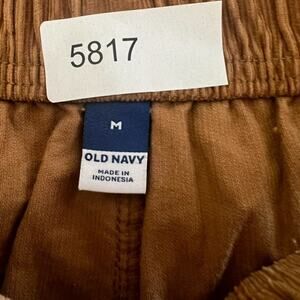 5817
M
OLD NAVY
MADE IN
INDONESIA